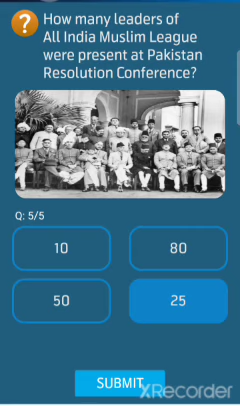 ?
How many leaders of
All India Muslim League
were present at Pakistan
Resolution Conference?
Q: 5/5
10
80
50
25
SUBMIT
XRecorder